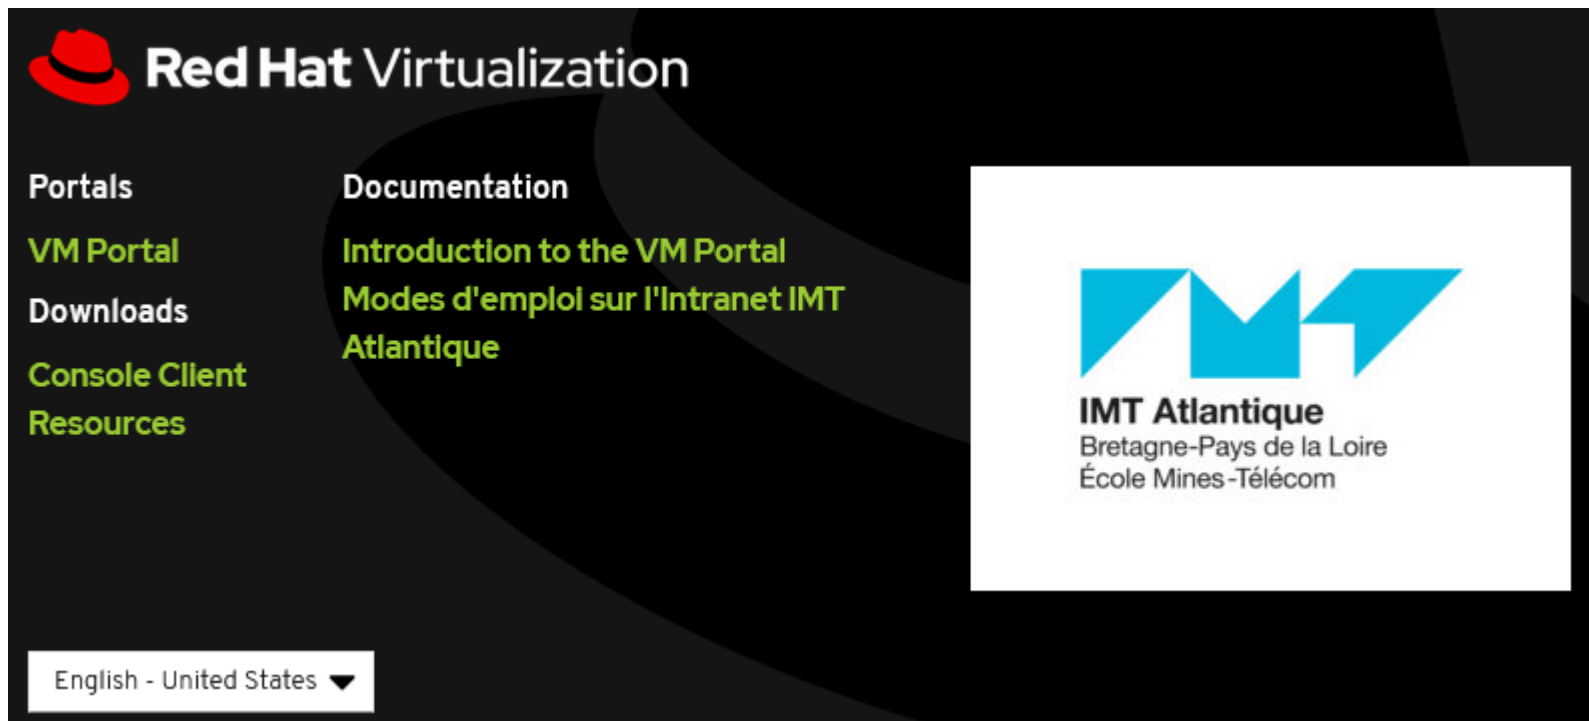 Red Hat Virtualization
Portals
VM Portal
Downloads
Console Client
Resources
Documentation
Introduction to the VM Portal
Modes d'emploi sur l'Intranet IMT
Atlantique
IMT Atlantique
Bretagne-Pays de la Loire
École Mines-Télécom
English - United States